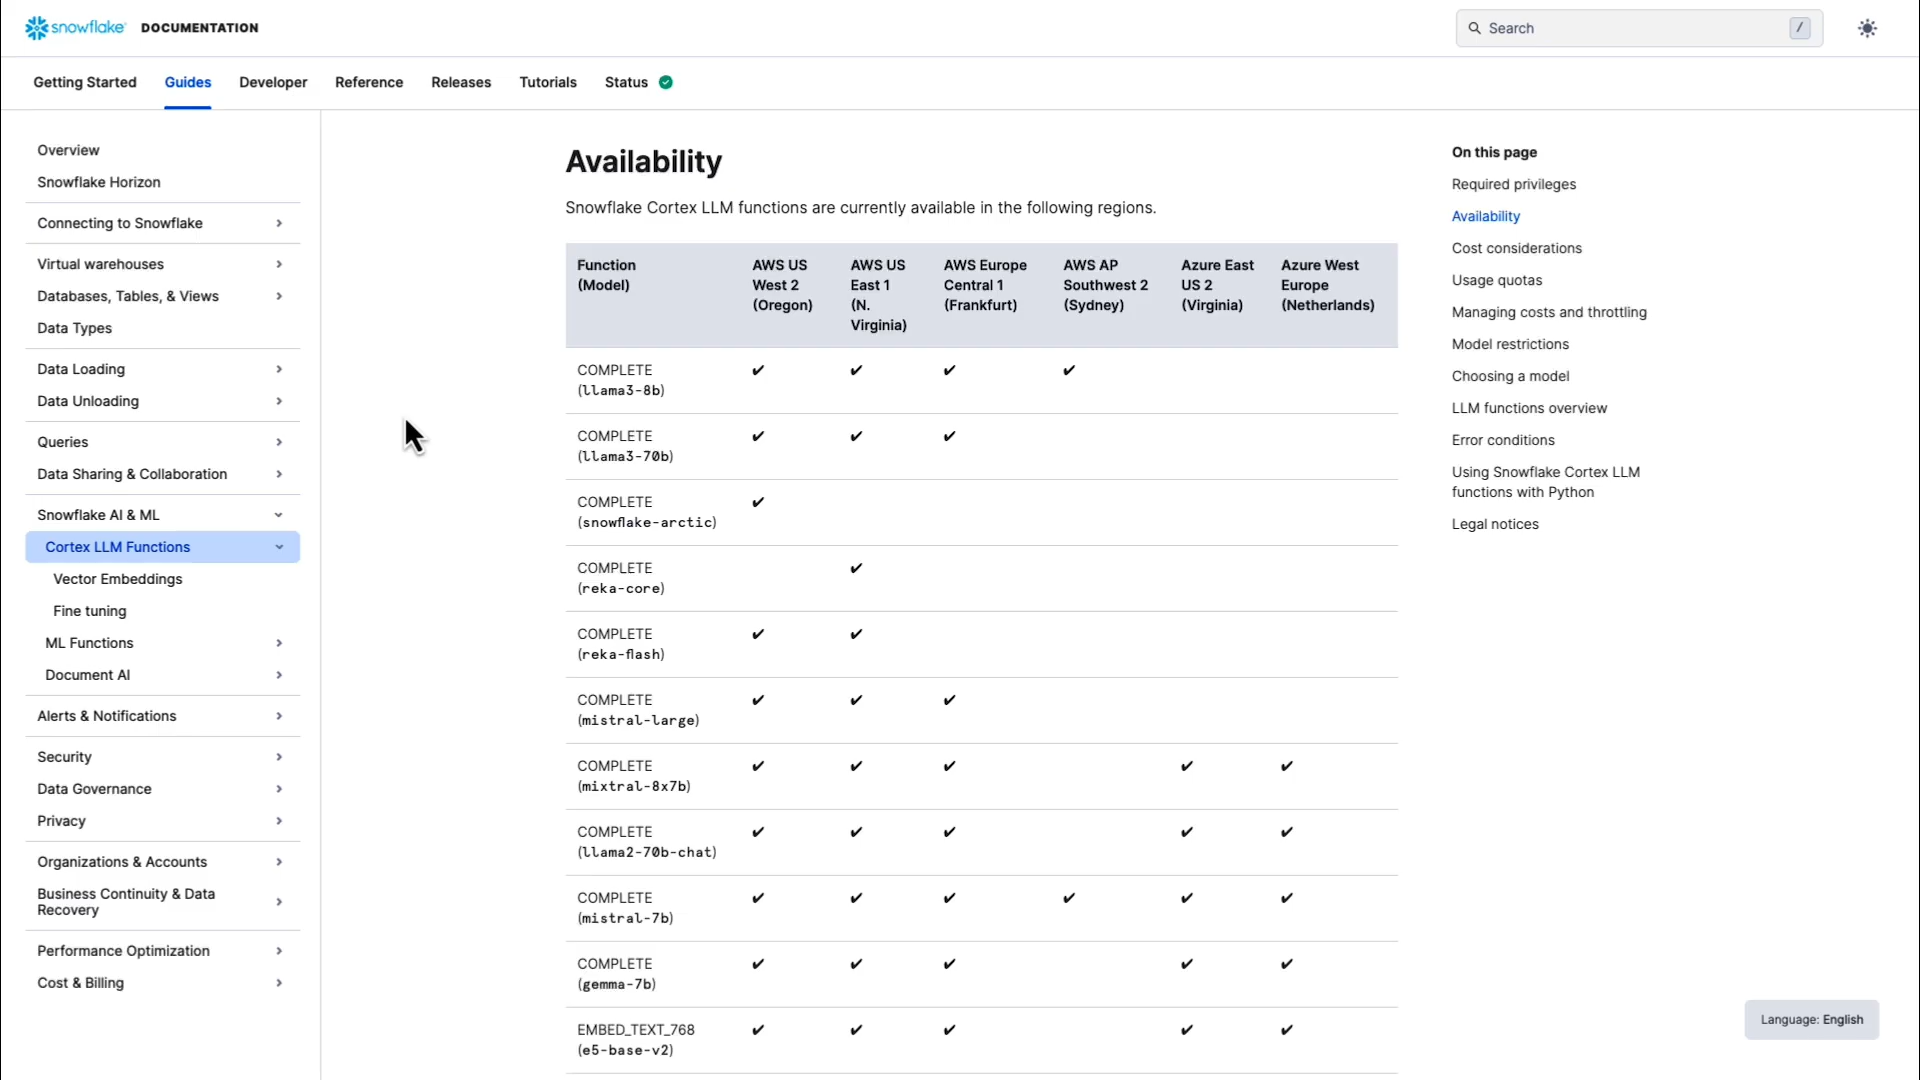 snowflake DOCUMENTATION
Search /
Getting Started Guides Developer Reference Releases Tutorials Status
Overview
Snowflake Horizon
Connecting to Snowflake
Virtual warehouses
Databases, Tables, & Views
Data Types
Data Loading
Data Unloading
Queries
Data Sharing & Collaboration
Snowflake AI & ML
Cortex LLM Functions
Vector Embeddings
Fine tuning
ML Functions
Document AI
Alerts & Notifications
Security
Data Governance
Privacy
Organizations & Accounts
Business Continuity & Data
Recovery
Performance Optimization
Cost & Billing
Availability
Snowflake Cortex LLM functions are currently available in the following regions.
Function
(Model)
AWS US
West 2
(Oregon)
AWS US
East 1
(N.
Virginia)
AWS Europe
Central 1
(Frankfurt)
AWS AP
Southwest 2
(Sydney)
Azure East
US 2
(Virginia)
Azure West
Europe
(Netherlands)
COMPLETE ✔ ✔ ✔ ✔
(llama3-8b)
COMPLETE ✔ ✔ ✔
(llama3-70b)
COMPLETE ✔
(snowflake-arctic)
COMPLETE ✔
(reka-core)
COMPLETE ✔ ✔
(reka-flash)
COMPLETE ✔ ✔ ✔
(mistral-large)
COMPLETE ✔ ✔ ✔ ✔ ✔
(mixtral-8x7b)
COMPLETE ✔ ✔ ✔ ✔ ✔
(llama2-70b-chat)
COMPLETE ✔ ✔ ✔ ✔ ✔ ✔
(mistral-7b)
COMPLETE ✔ ✔ ✔ ✔ ✔
(gemma-7b)
EMBED_TEXT_768 ✔ ✔ ✔ ✔ ✔
(e5-base-v2)
On this page
Required privileges
Availability
Cost considerations
Usage quotas
Managing costs and throttling
Model restrictions
Choosing a model
LLM functions overview
Error conditions
Using Snowflake Cortex LLM
functions with Python
Legal notices
Language: English